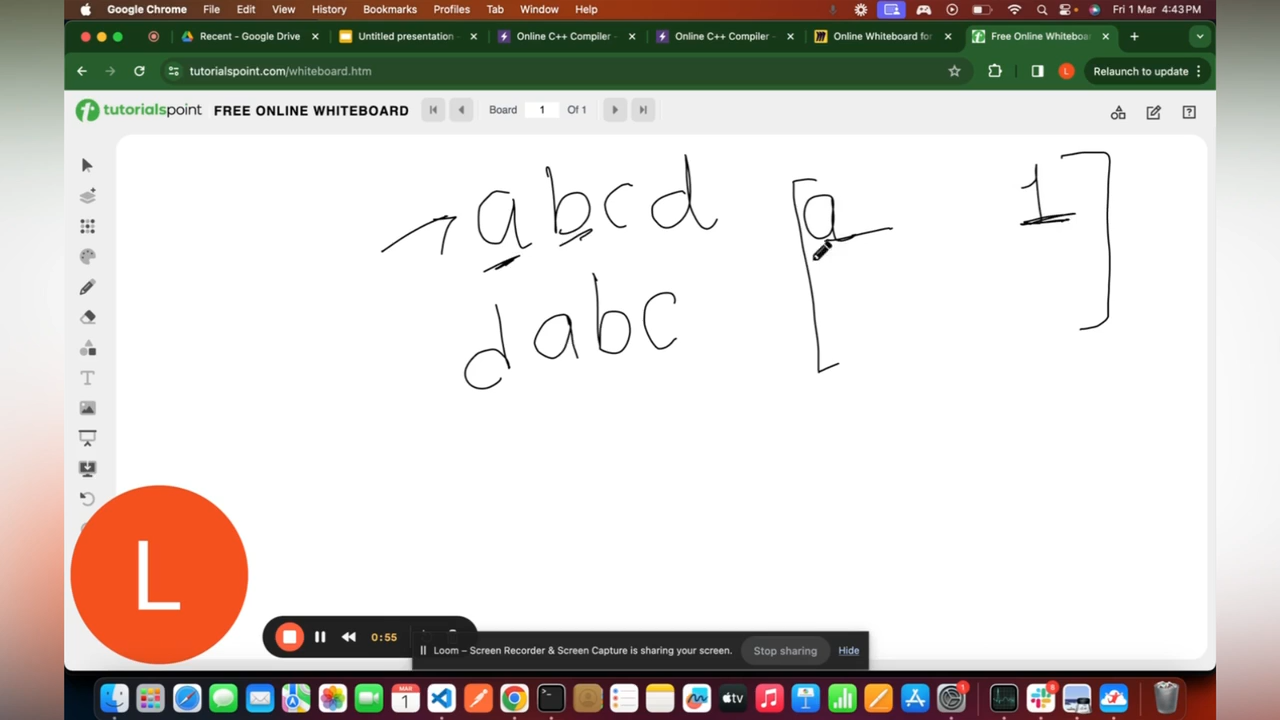 Google Chrome File Edit View History Bookmarks Profiles Tab Window Help Fri 1 Mar 4:43 PM
Recent - Google Drive Untitled presentation - Online C++ Compiler - Online C++ Compiler - Online Whiteboard for Free Online Whiteboa
tutorialspoint.com/whiteboard.htm L Relaunch to update
tutorialspoint FREE ONLINE WHITEBOARD Board 1 Of 1
abcd [a 1]
dabc
L
0:55
Loom – Screen Recorder & Screen Capture is sharing your screen. Stop sharing Hide